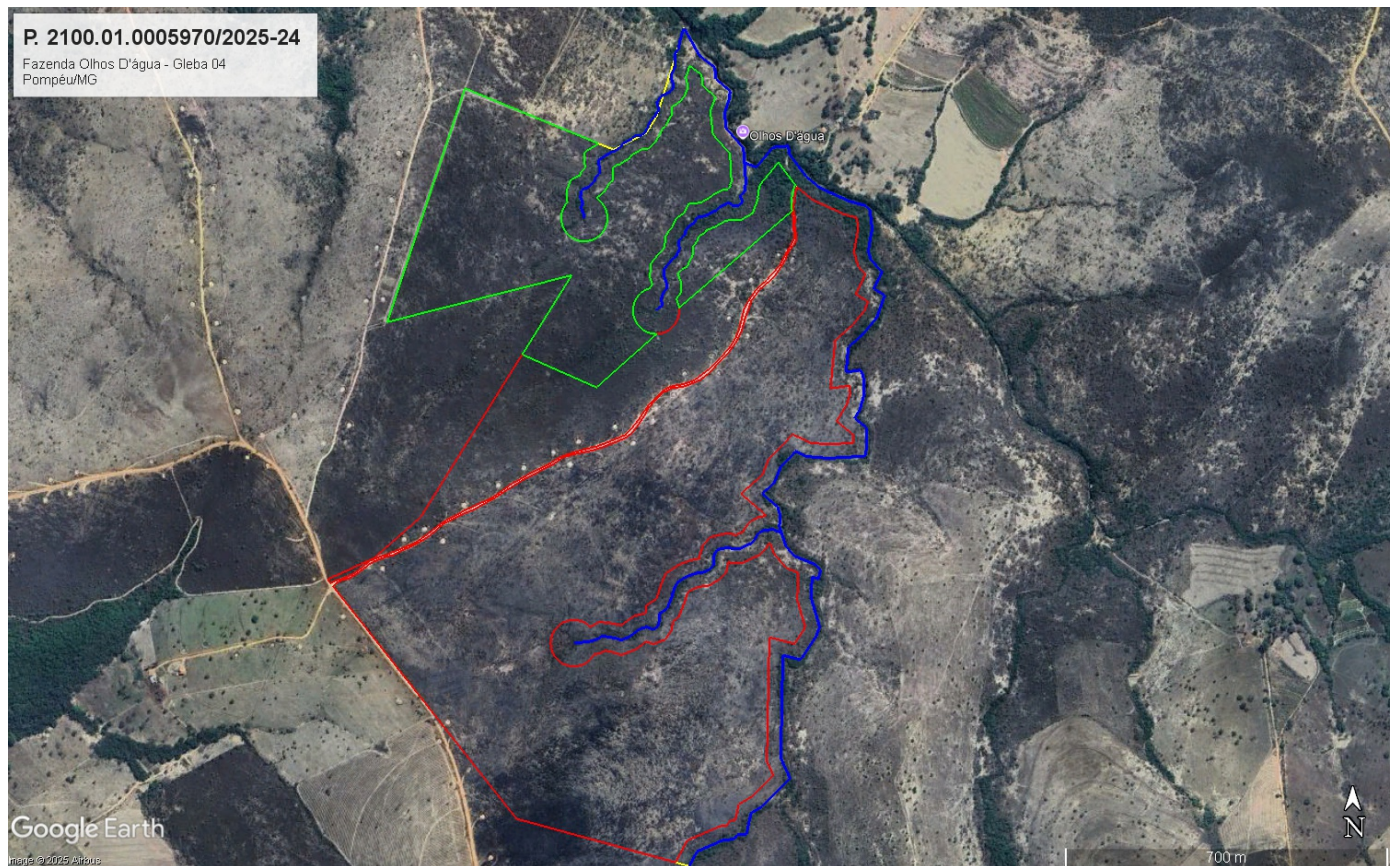 P. 2100.01.0005970/2025-24
Fazenda Olhos D'água - Gleba 04
Pompéu/MG
Olhos D'água
Google Earth
N
700 m
Image © 2025 Airbus